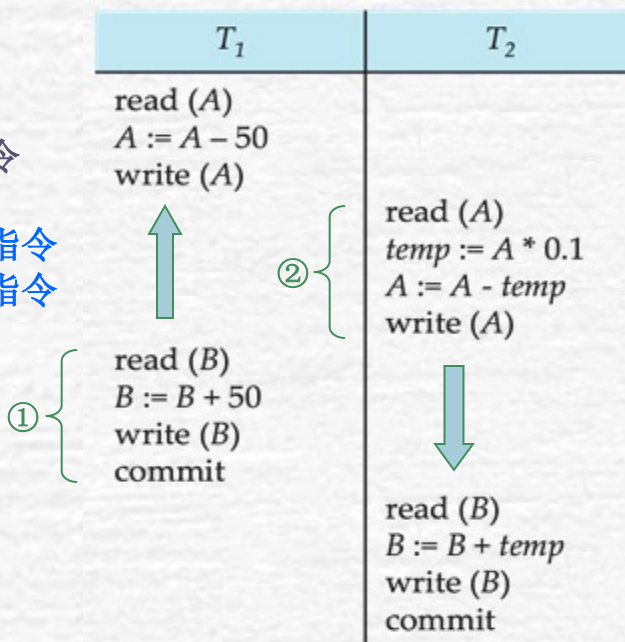 T1 T2
read (A)
A := A – 50
令
write (A)
read (A)
指令
temp := A * 0.1
②
指令
A := A - temp
write (A)
read (B)
B := B + 50
①
write (B)
commit
read (B)
B := B + temp
write (B)
commit